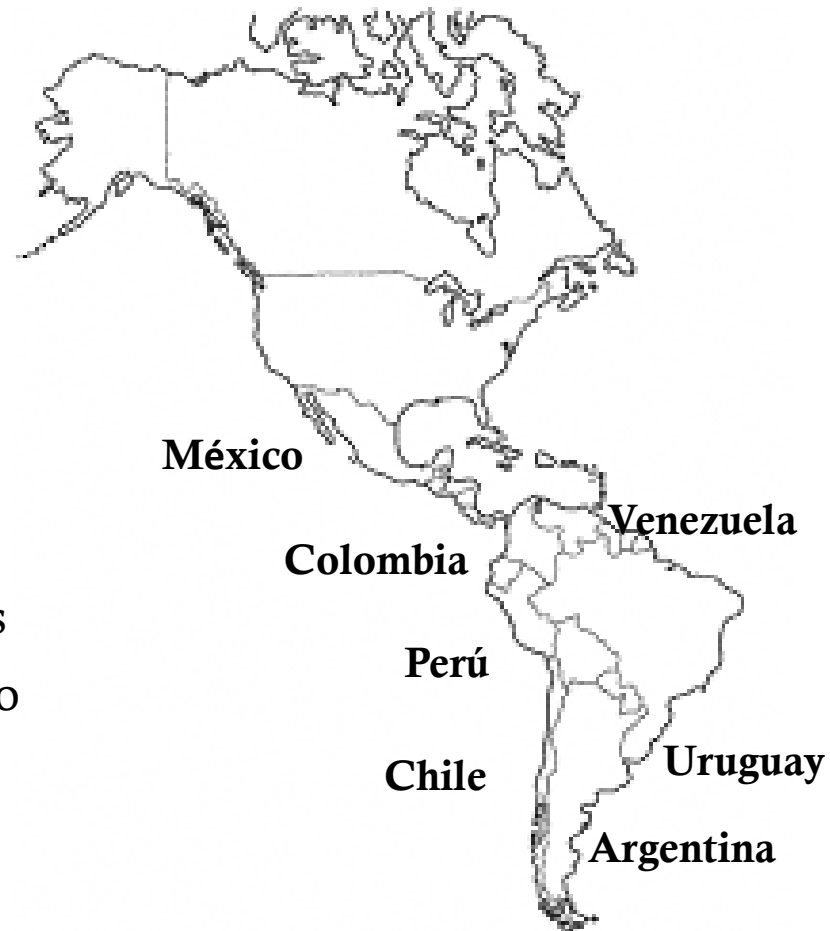 México
Venezuela
Colombia
s
Perú
o
Uruguay
Chile
Argentina